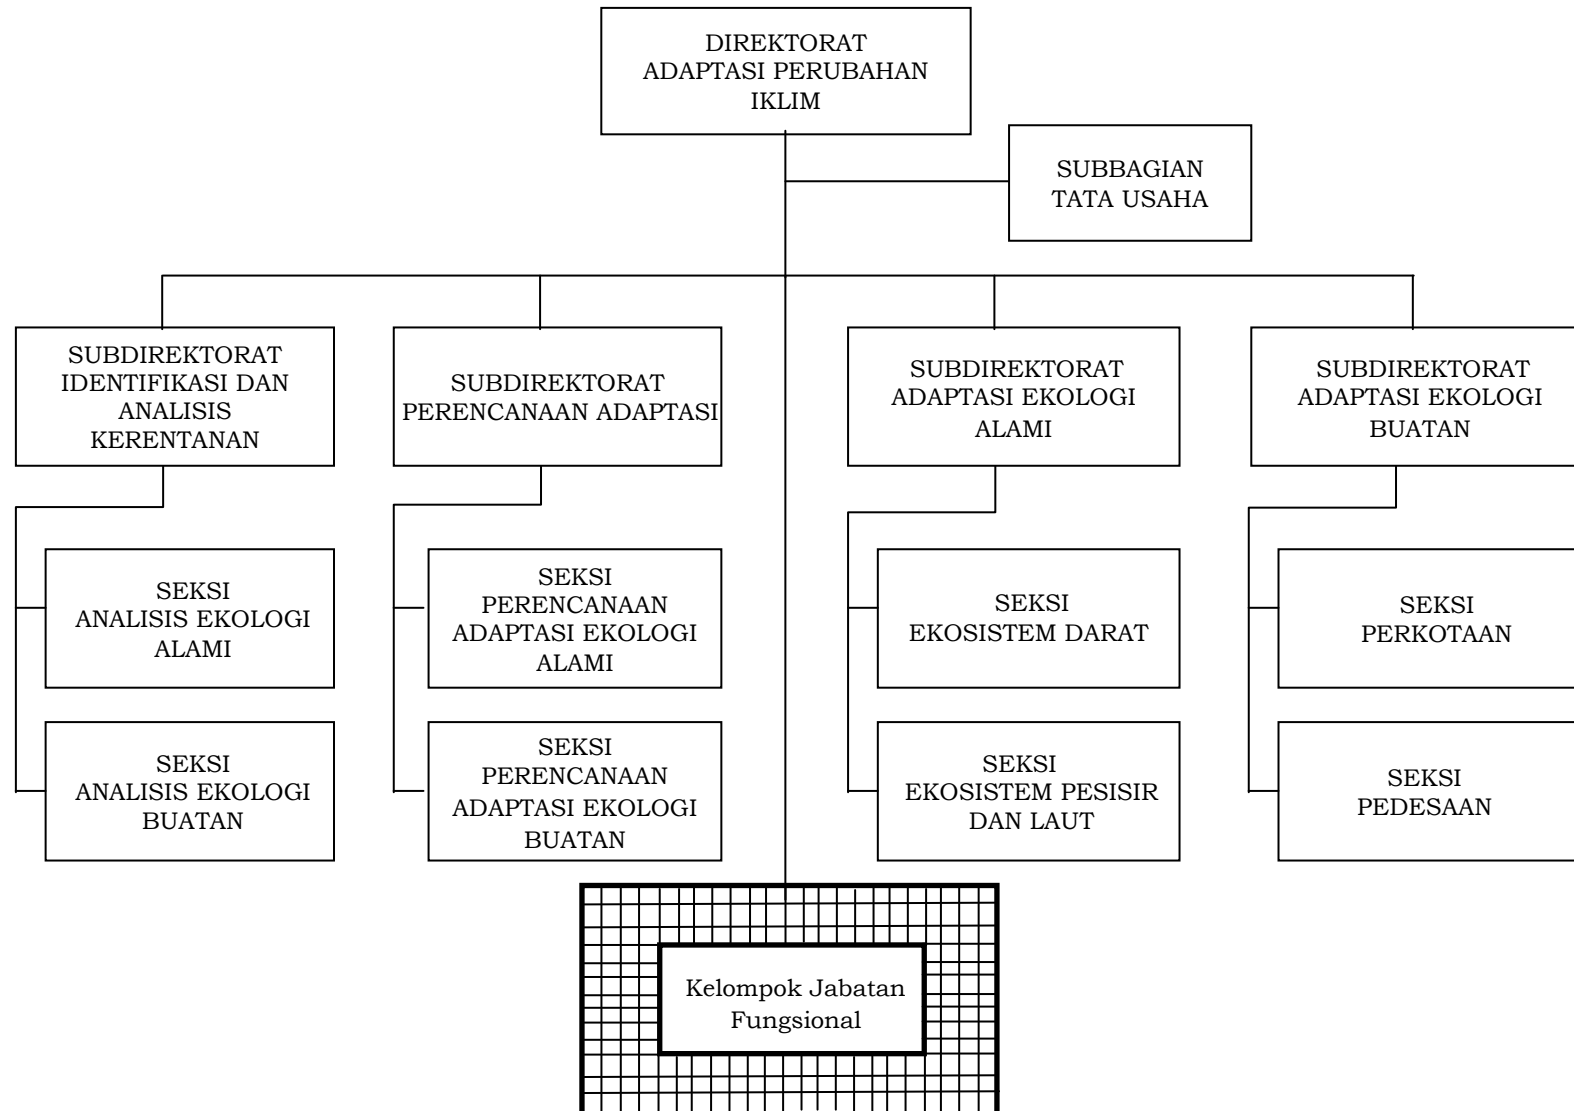 DIREKTORAT
ADAPTASI PERUBAHAN
IKLIM
SUBBAGIAN
TATA USAHA
SUBDIREKTORAT
IDENTIFIKASI DAN
ANALISIS
KERENTANAN
SUBDIREKTORAT
PERENCANAAN ADAPTASI
SUBDIREKTORAT
ADAPTASI EKOLOGI
ALAMI
SUBDIREKTORAT
ADAPTASI EKOLOGI
BUATAN
SEKSI
ANALISIS EKOLOGI
ALAMI
SEKSI
PERENCANAAN
ADAPTASI EKOLOGI
ALAMI
SEKSI
EKOSISTEM DARAT
SEKSI
PERKOTAAN
SEKSI
ANALISIS EKOLOGI
BUATAN
SEKSI
PERENCANAAN
ADAPTASI EKOLOGI
BUATAN
SEKSI
EKOSISTEM PESISIR
DAN LAUT
SEKSI
PEDESAAN
Kelompok Jabatan
Fungsional